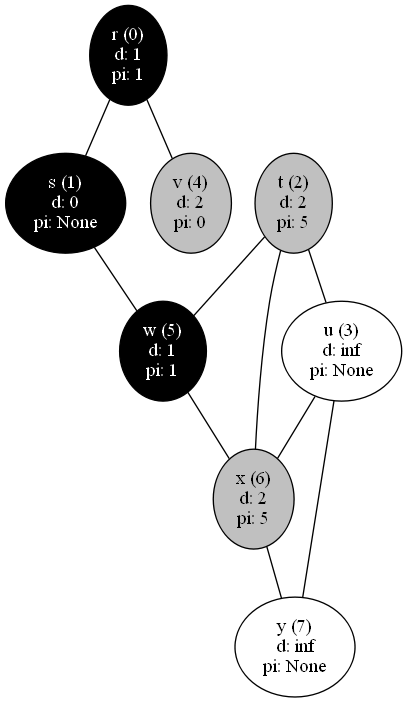 r (0)
d: 1
pi: 1
s (1)
d: 0
pi: None
v (4)
d: 2
pi: 0
t (2)
d: 2
pi: 5
w (5)
d: 1
pi: 1
u (3)
d: inf
pi: None
x (6)
d: 2
pi: 5
y (7)
d: inf
pi: None